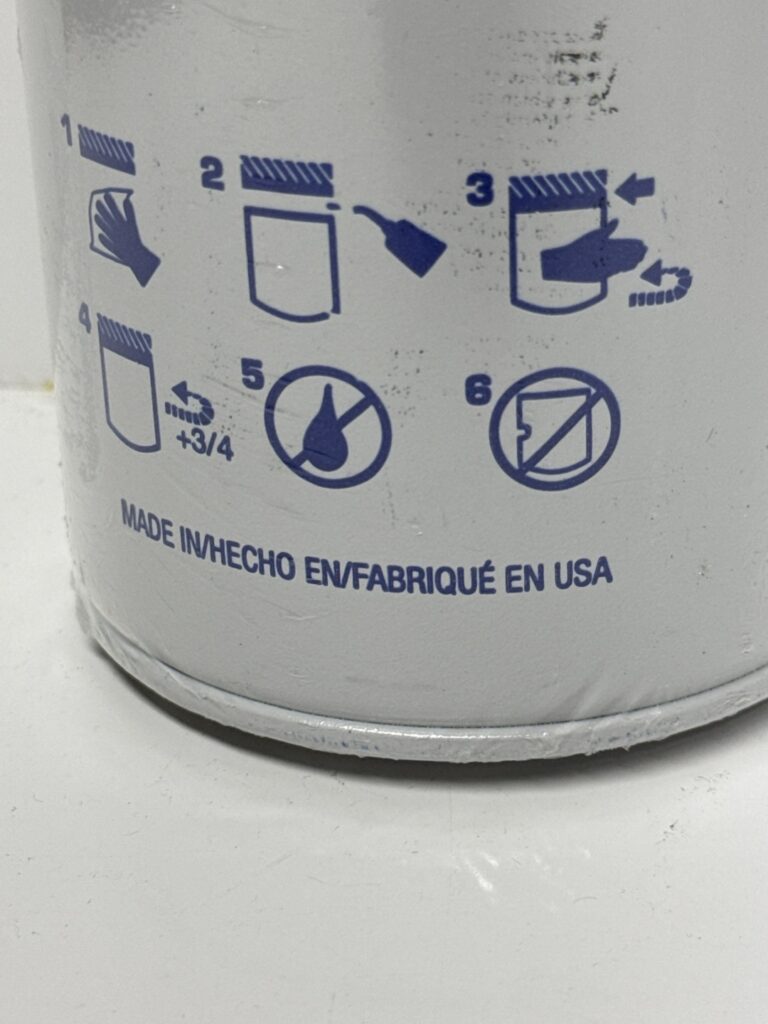 1 2 3
4 +3/4 5 6
MADE IN/HECHO EN/FABRIQUÉ EN USA